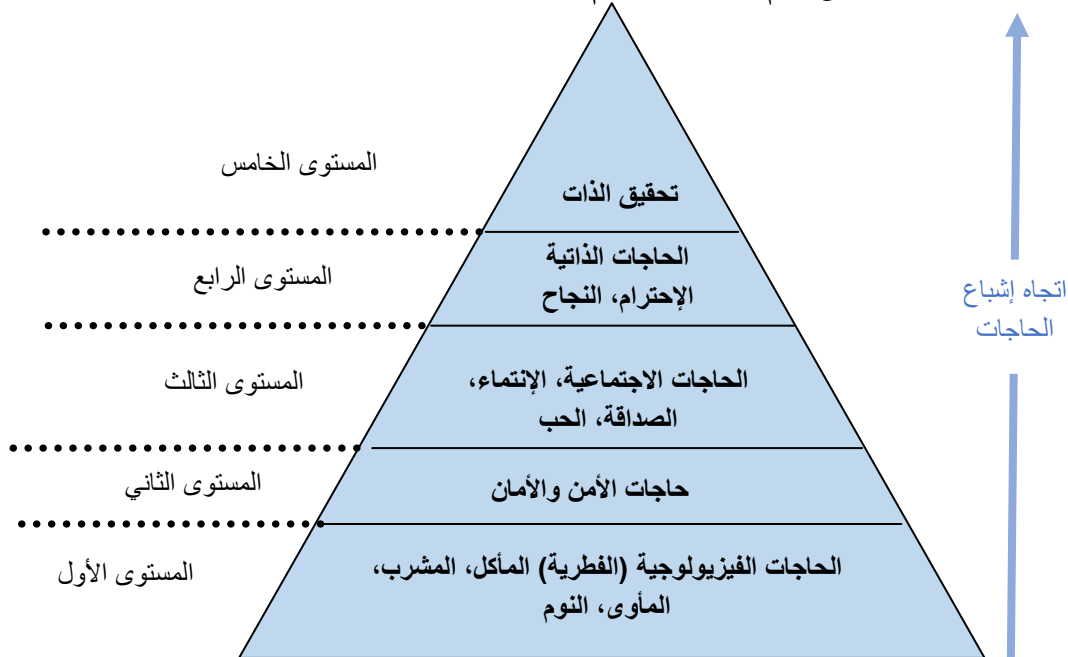 المستوى الخامس
تحقيق الذات
الحاجات الذاتية
الإحترام، النجاح
المستوى الرابع
اتجاه إشباع
الحاجات
الحاجات الاجتماعية، الإنتماء،
الصداقة، الحب
المستوى الثالث
حاجات الأمن والأمان
المستوى الثاني
الحاجات الفيزيولوجية (الفطرية) المأكل، المشرب،
المأوى، النوم
المستوى الأول